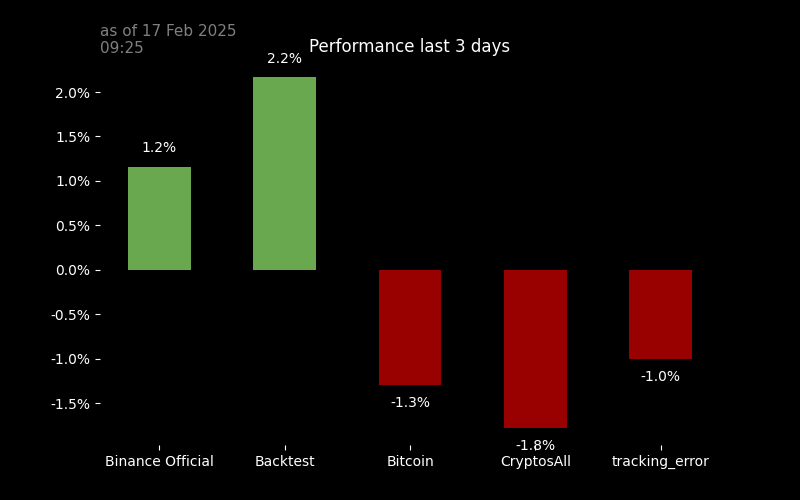 as of 17 Feb 2025
09:25
Performance last 3 days
2.2%
1.2%
2.0%
1.5%
1.0%
0.5%
0.0%
-0.5%
-1.0%
-1.5%
-1.3%
-1.8%
-1.0%
Binance Official
Backtest
Bitcoin
CryptosAll
tracking_error